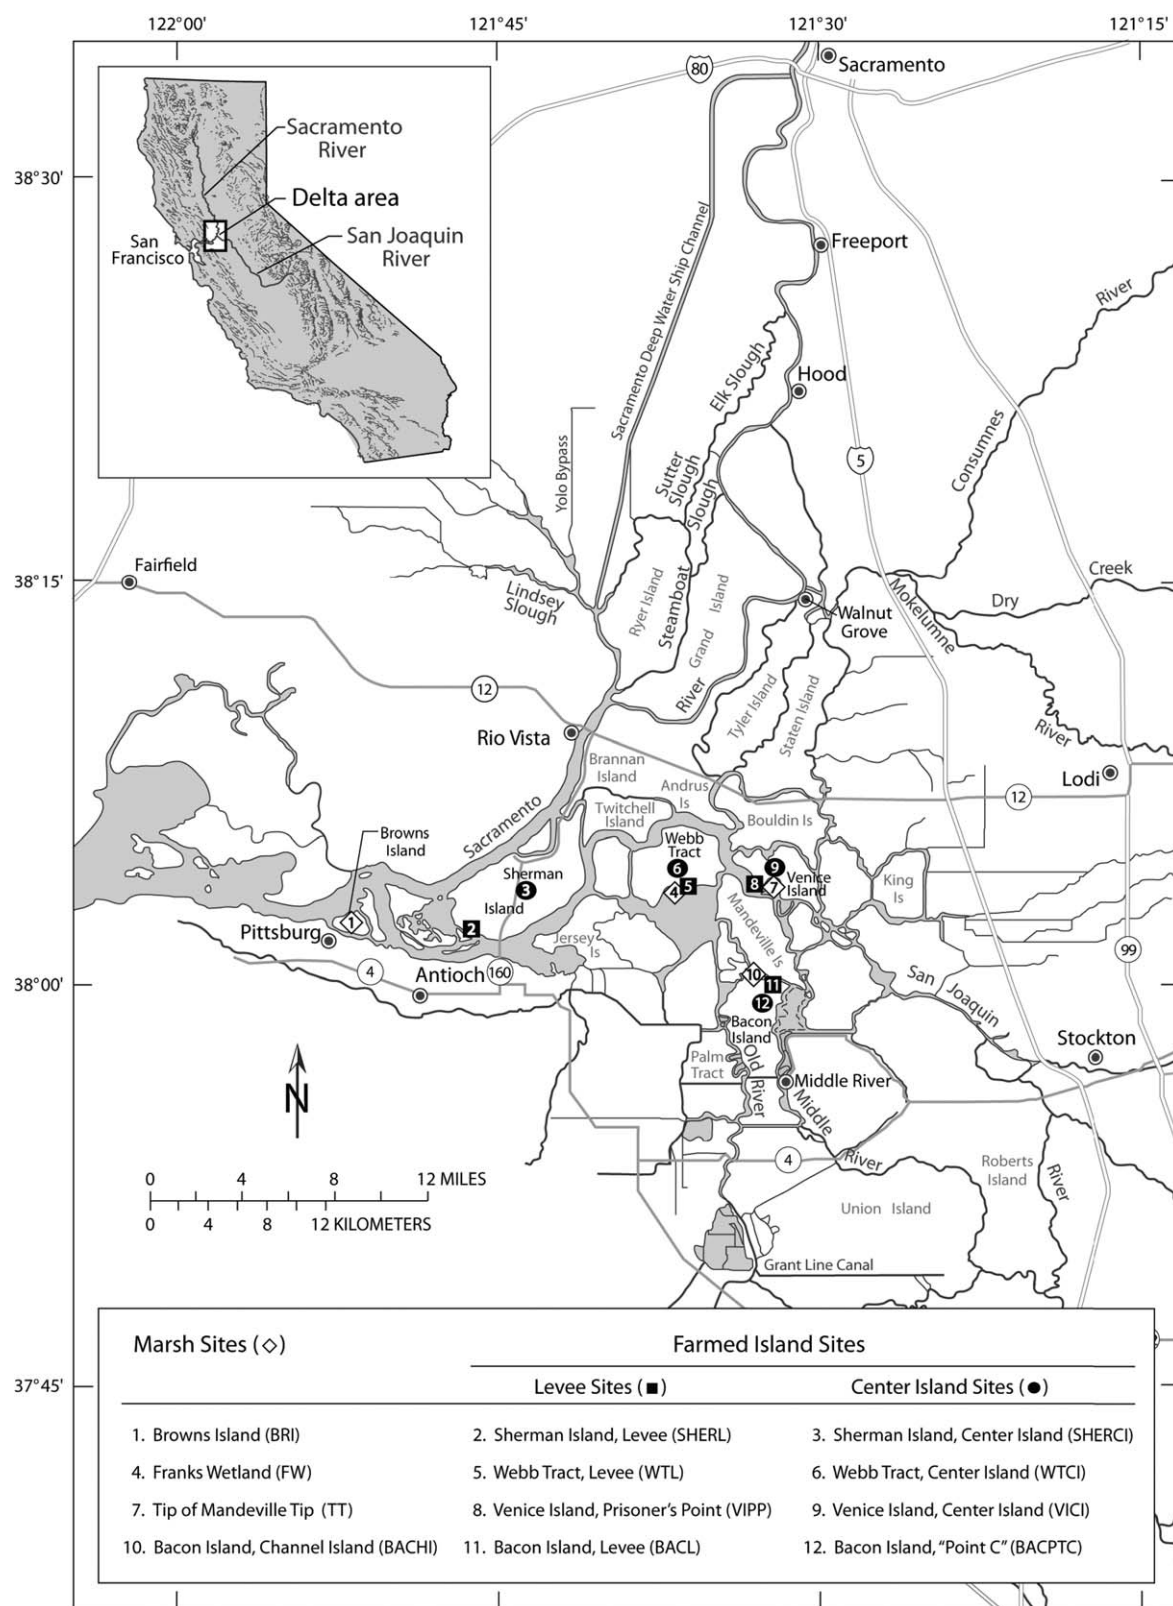 122°00'
121°45'
121°30'
121°15'
38°30'
38°15'
38°00'
37°45'
Sacramento
River
Delta area
San
Francisco
San Joaquin
River
80
Sacramento
Sacramento Deep Water Ship Channel
Freeport
River
Elk Slough
Hood
Consumnes
5
Yolo Bypass
Sutter
Slough
Slough
Steamboat
Fairfield
Lindsey
Slough
Ryer Island
Grand Island
Creek
Dry
Mokelumne
Walnut
Grove
River
12
Tyler Island
Staten Island
River
Rio Vista
Brannan
Island
Lodi
Andrus
Is
12
Sacramento
Twitchell
Island
Bouldin Is
Browns
Island
Webb
Tract
6
9
Sherman
Island
3
4
5
8
7
Venice
Island
King
Is
1
2
Pittsburg
Jersey
Is
Mandeville Is
99
Antioch
160
4
10
11
12
San
Joaquin
Bacon
Island
Stockton
Palm
Tract
Old
River
Middle River
Middle
River
N
4
Roberts
Island
River
0 4 8 12 MILES
0 4 8 12 KILOMETERS
Union Island
Grant Line Canal
Marsh Sites (◇)
Farmed Island Sites
Levee Sites (■)
Center Island Sites (●)
1. Browns Island (BRI)
2. Sherman Island, Levee (SHERL)
3. Sherman Island, Center Island (SHERCI)
4. Franks Wetland (FW)
5. Webb Tract, Levee (WTL)
6. Webb Tract, Center Island (WTCI)
7. Tip of Mandeville Tip (TT)
8. Venice Island, Prisoner's Point (VIPP)
9. Venice Island, Center Island (VICI)
10. Bacon Island, Channel Island (BACHI)
11. Bacon Island, Levee (BACL)
12. Bacon Island, "Point C" (BACPTC)